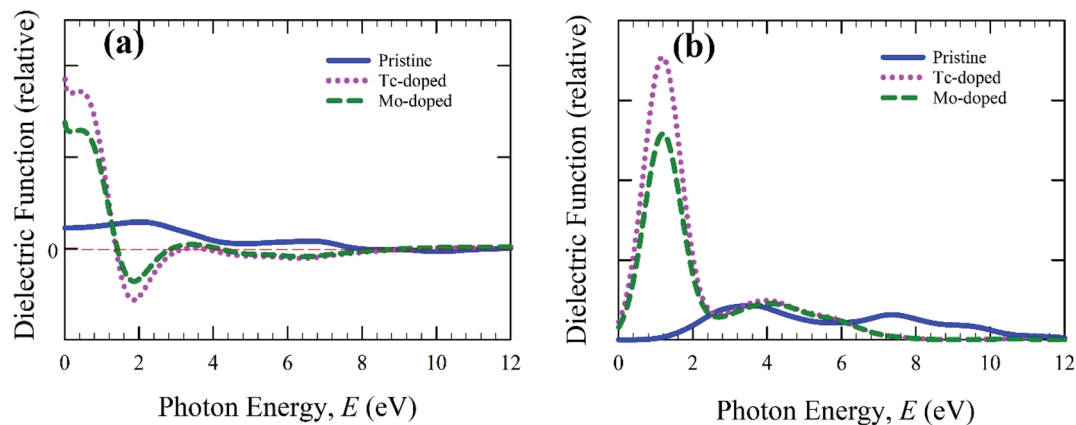 (a)
Pristine
Tc-doped
Mo-doped
Dielectric Function (relative)
0
0 2 4 6 8 10 12
Photon Energy, E (eV)
(b)
Pristine
Tc-doped
Mo-doped
Dielectric Function (relative)
0 2 4 6 8 10 12
Photon Energy, E (eV)